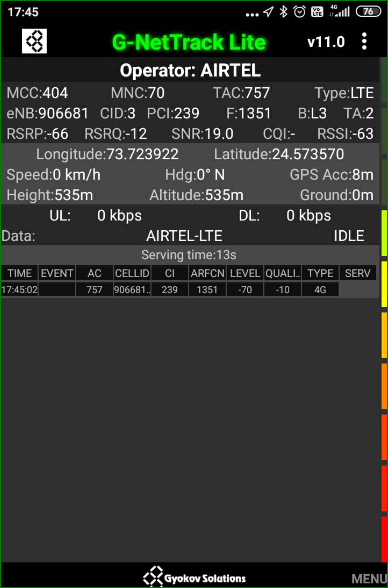 17:45 ... 4G 76
G-NetTrack Lite v11.0
Operator: AIRTEL
MCC:404 MNC:70 TAC:757 Type:LTE
eNB:906681 CID:3 PCI:239 F:1351 B:L3 TA:2
RSRP:-66 RSRQ:-12 SNR:19.0 CQI:- RSSI:-63
Longitude:73.723922 Latitude:24.573570
Speed:0 km/h Hdg:0° N GPS Acc:8m
Height:535m Altitude:535m Ground:0m
UL: 0 kbps DL: 0 kbps
Data: AIRTEL-LTE IDLE
Serving time:13s
TIME EVENT AC CELLID CI ARFCN LEVEL QUALI.. TYPE SERV
17:45:02 757 906681.. 239 1351 -70 -10 4G
Gyokov Solutions MENU